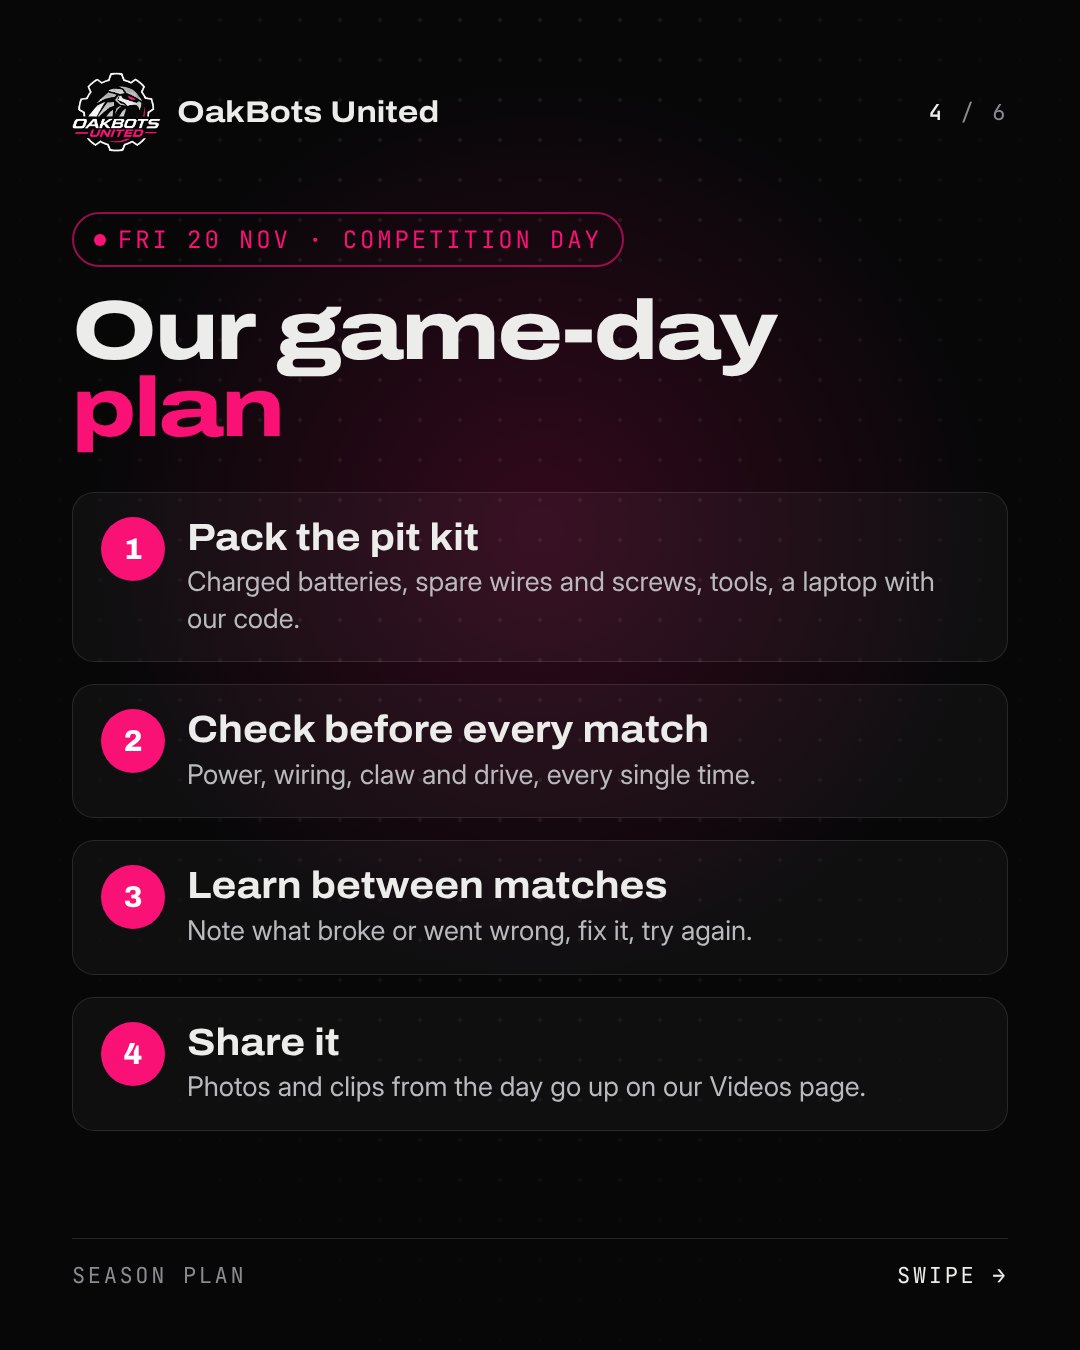 OAKBOTS
UNITED
OakBots United
4 / 6
FRI 20 NOV · COMPETITION DAY
Our game-day
plan
1
Pack the pit kit
Charged batteries, spare wires and screws, tools, a laptop with
our code.
2
Check before every match
Power, wiring, claw and drive, every single time.
3
Learn between matches
Note what broke or went wrong, fix it, try again.
4
Share it
Photos and clips from the day go up on our Videos page.
SEASON PLAN
SWIPE →